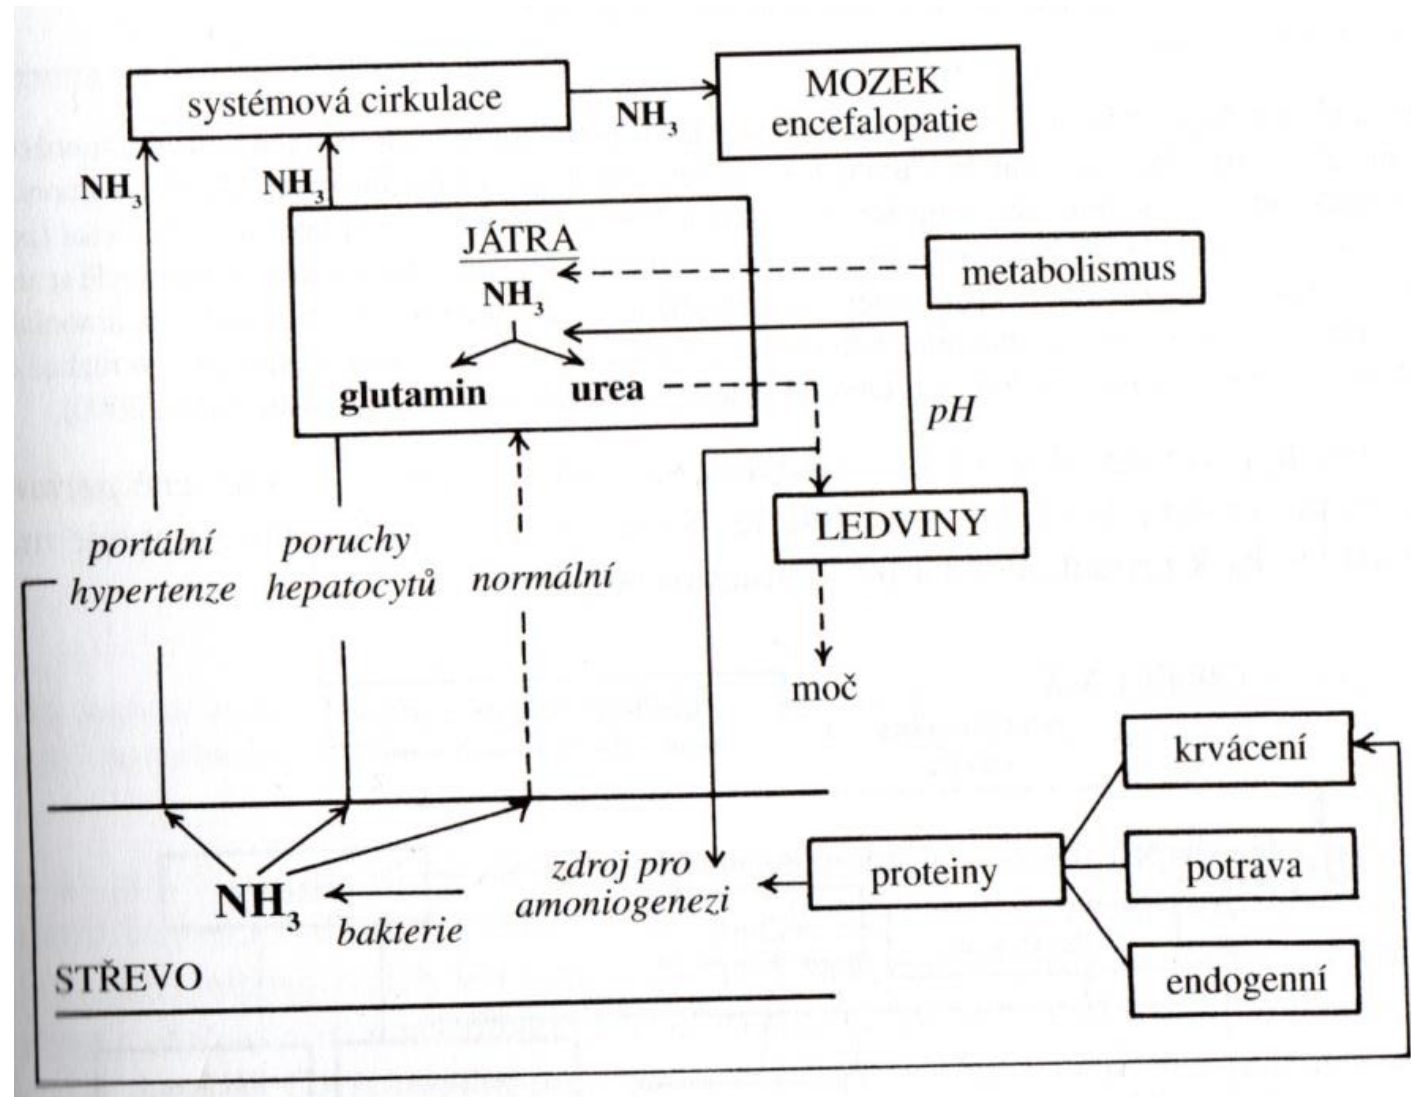 systémová cirkulace
NH₃
MOZEK
encefalopatie
NH₃
NH₃
JÁTRA
NH₃
metabolismus
glutamin
urea
pH
LEDVINY
portální
hypertenze
poruchy
hepatocytů
normální
moč
krvácení
proteiny
potrava
endogenní
zdroj pro
amoniogenezi
NH₃
bakterie
STŘEVO